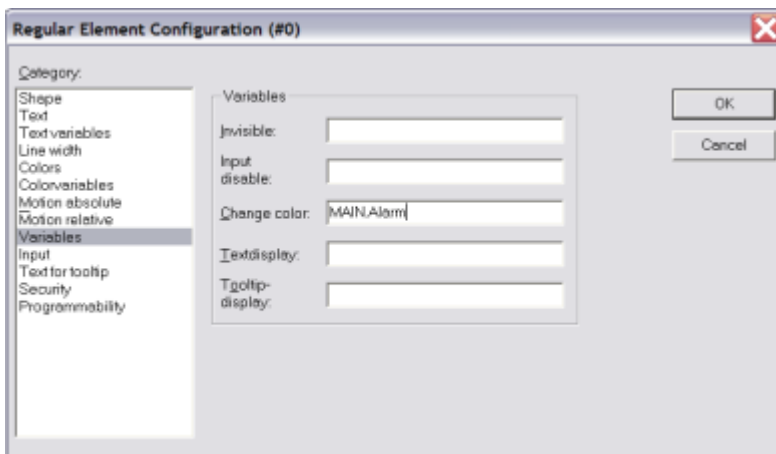 Regular Element Configuration (#0)
Category:
Shape
Text
Text variables
Line width
Colors
Colorvariables
Motion absolute
Motion relative
Variables
Input
Text for tooltip
Security
Programmability
Variables
Invisible:
Input
disable:
Change color: MAIN.Alarm
Textdisplay:
Tooltip-
display:
OK
Cancel